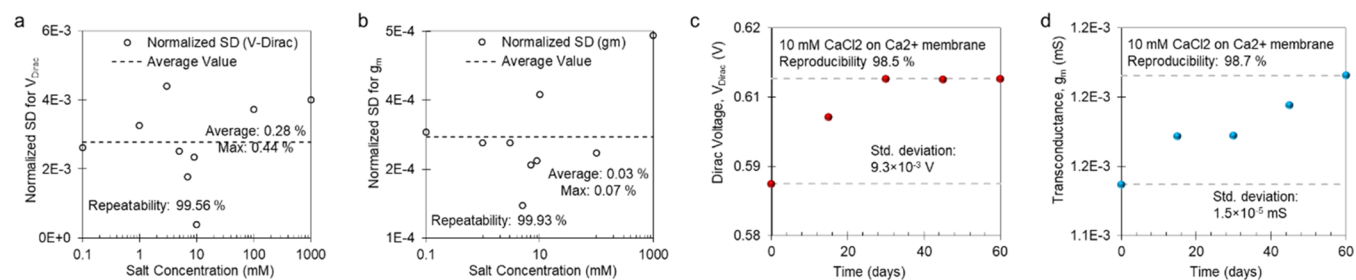 a
Normalized SD for V_Dirac
6E-3
4E-3
2E-3
0E+0
Normalized SD (V-Dirac)
Average Value
Average: 0.28 %
Max: 0.44 %
Repeatability: 99.56 %
0.1
1
10
100
1000
Salt Concentration (mM)
b
Normalized SD for g_m
5E-4
4E-4
2E-4
1E-4
Normalized SD (gm)
Average Value
Average: 0.03 %
Max: 0.07 %
Repeatability: 99.93 %
0.1
10
1000
Salt Concentration (mM)
c
Dirac Voltage, V_Dirac (V)
0.62
0.61
0.59
0.58
10 mM CaCl2 on Ca2+ membrane
Reproducibility 98.5 %
Std. deviation:
9.3×10⁻³ V
0
20
40
60
Time (days)
d
Transconductance, g_m (mS)
1.2E-3
1.2E-3
1.2E-3
1.1E-3
10 mM CaCl2 on Ca2+ membrane
Reproducibility: 98.7 %
Std. deviation:
1.5×10⁻⁵ mS
0
20
40
60
Time (days)